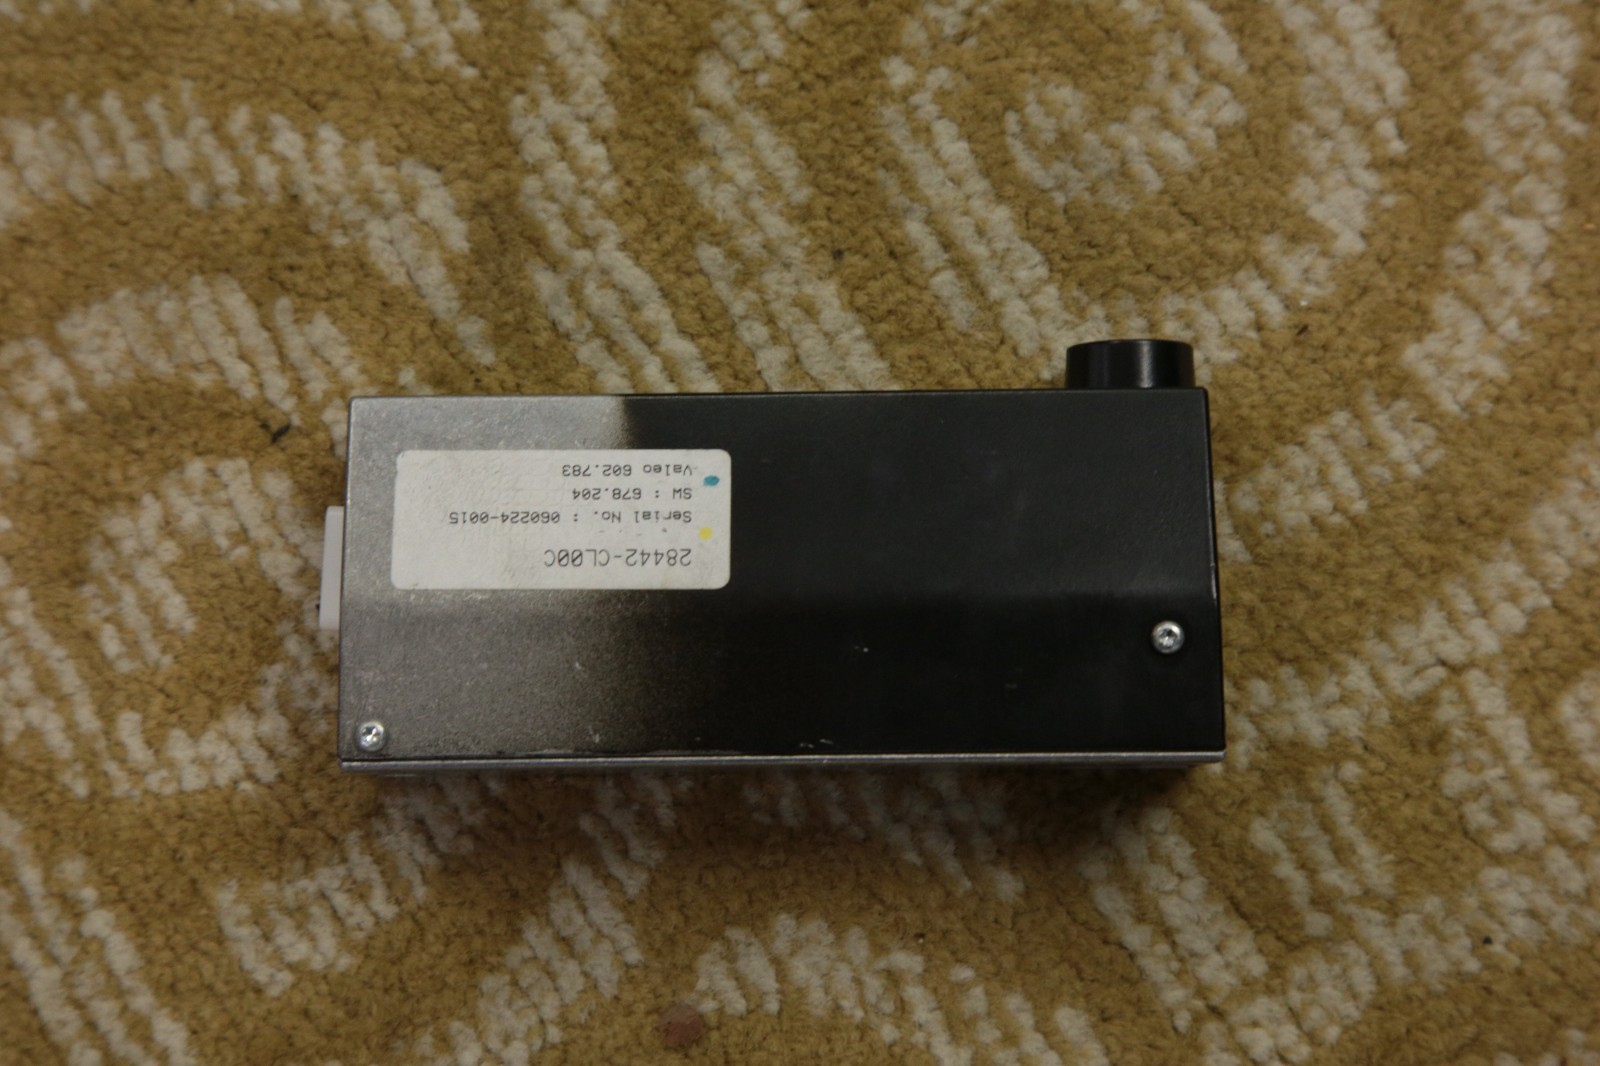 28442-CL00C
Serial No. : 060224-0015
SW : 678.204
Valeo 602.783